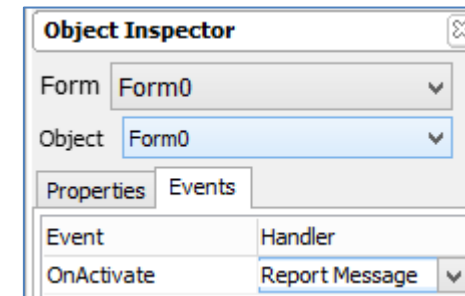 Object Inspector
Form Form0
Object Form0
Properties Events
Event Handler
OnActivate Report Message